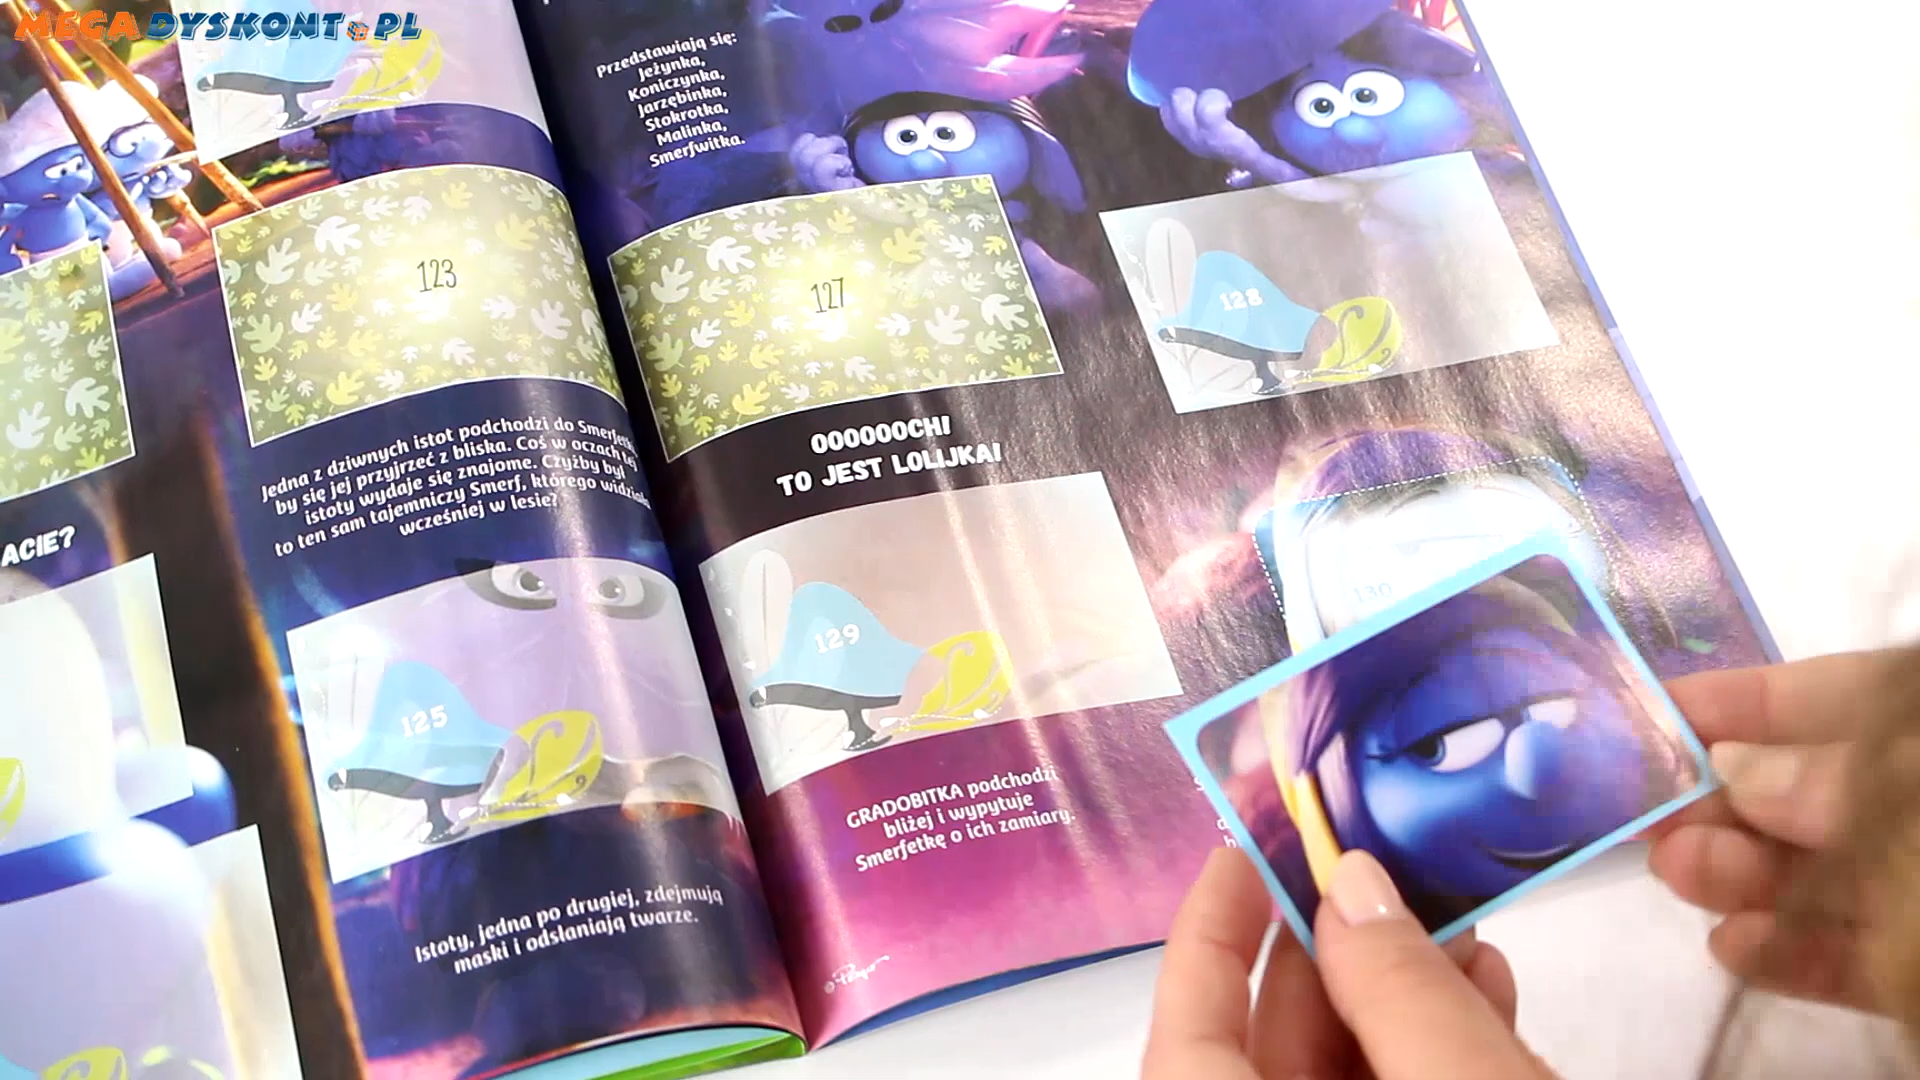 MEGADYSKONT.PL
Przedstawiają się:
Jeżynka,
Koniczynka,
Jarzębinka,
Stokrotka,
Malinka,
Smerfwitka.
123
127
128
Jedna z dziwnych istot podchodzi do Smerfetki,
by się jej przyjrzeć z bliska. Coś w oczach tej
istoty wydaje się znajome. Czyżby był
to ten sam tajemniczy Smerf, którego widziała
wcześniej w lesie?
OOOOOOCH!
TO JEST LOLIJKA!
ACIE?
125
129
130
GRADOBITKA podchodzi
bliżej i wypytuje
Smerfetkę o ich zamiary.
Istoty, jedna po drugiej, zdejmują
maski i odsłaniają twarze.
© Peyo